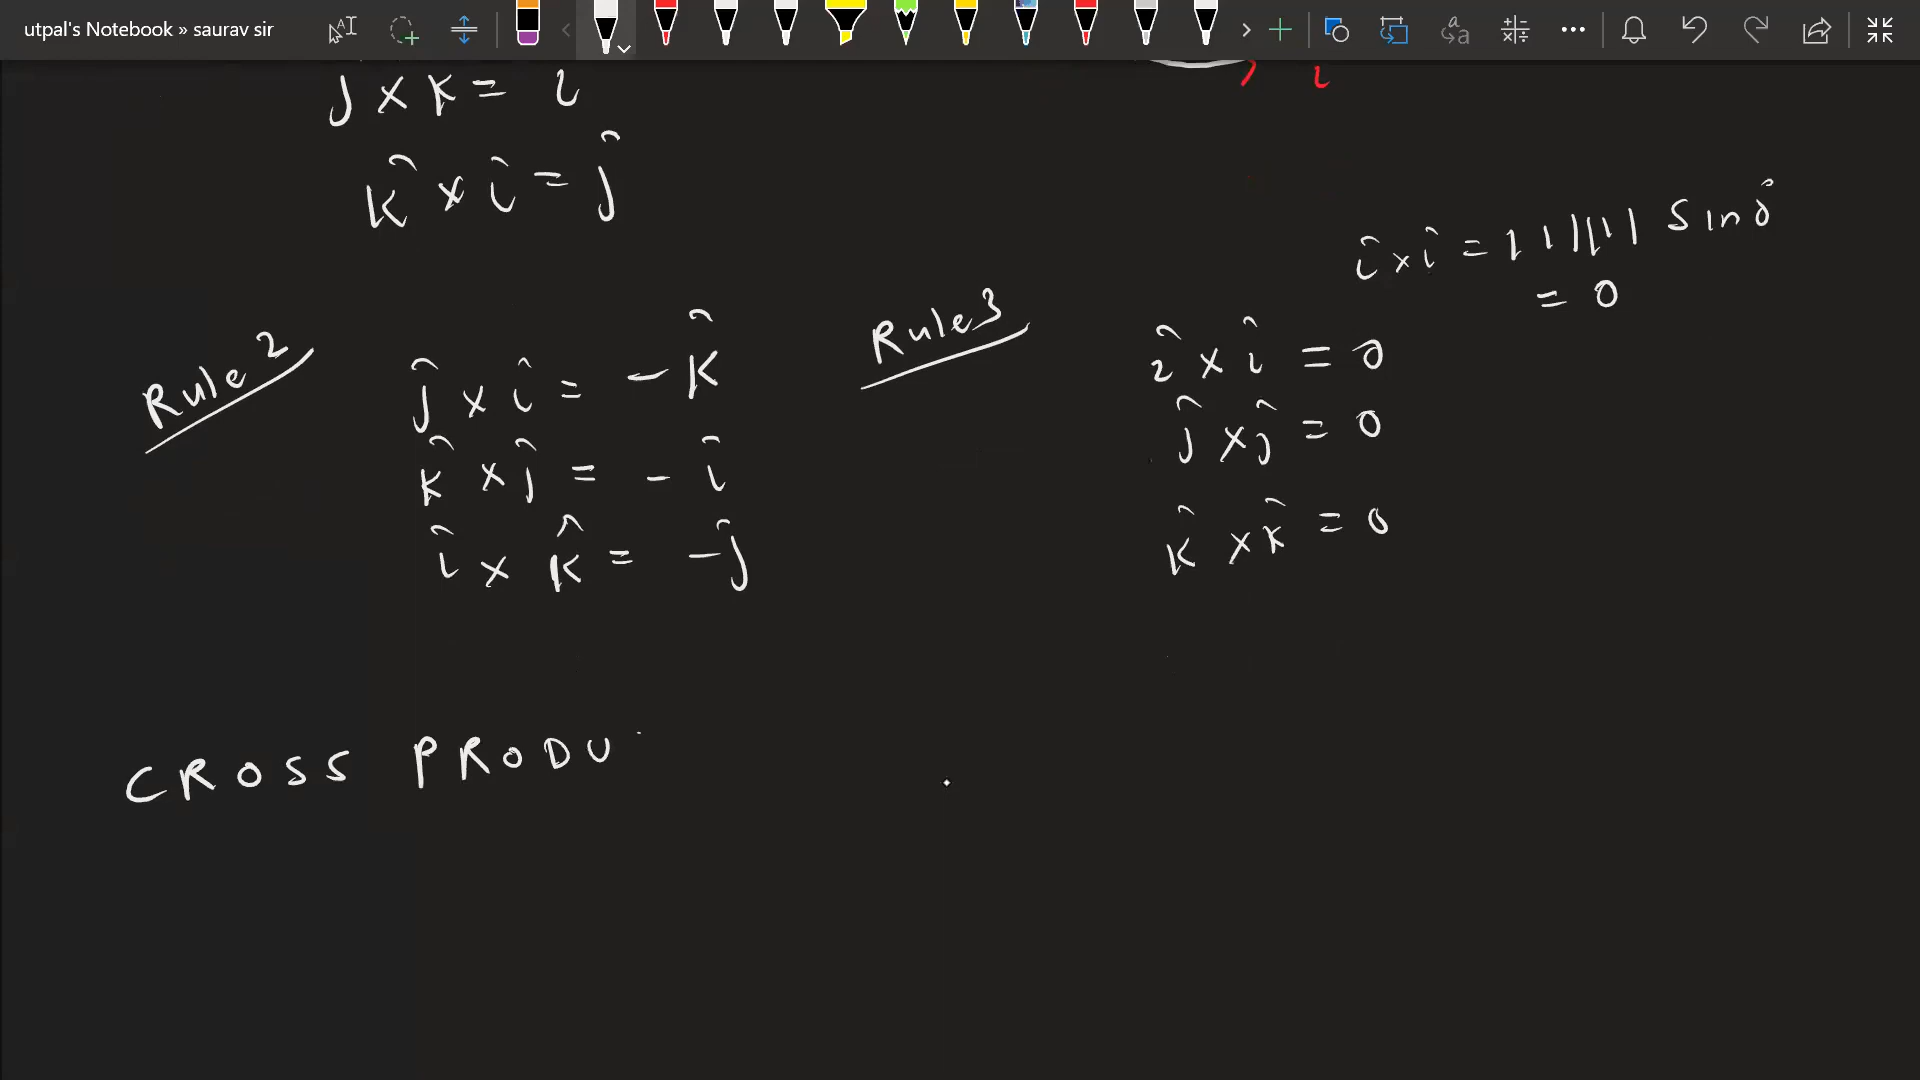 utpal's Notebook » saurav sir
j x k = i
i
k̂ x î = ĵ
î x î = |1||1| sin 0°
= 0
Rule 2
ĵ x î = - k̂
k̂ x ĵ = - î
î x k̂ = - ĵ
Rule 3
î x î = 0
ĵ x ĵ = 0
k̂ x k̂ = 0
CROSS PRODU